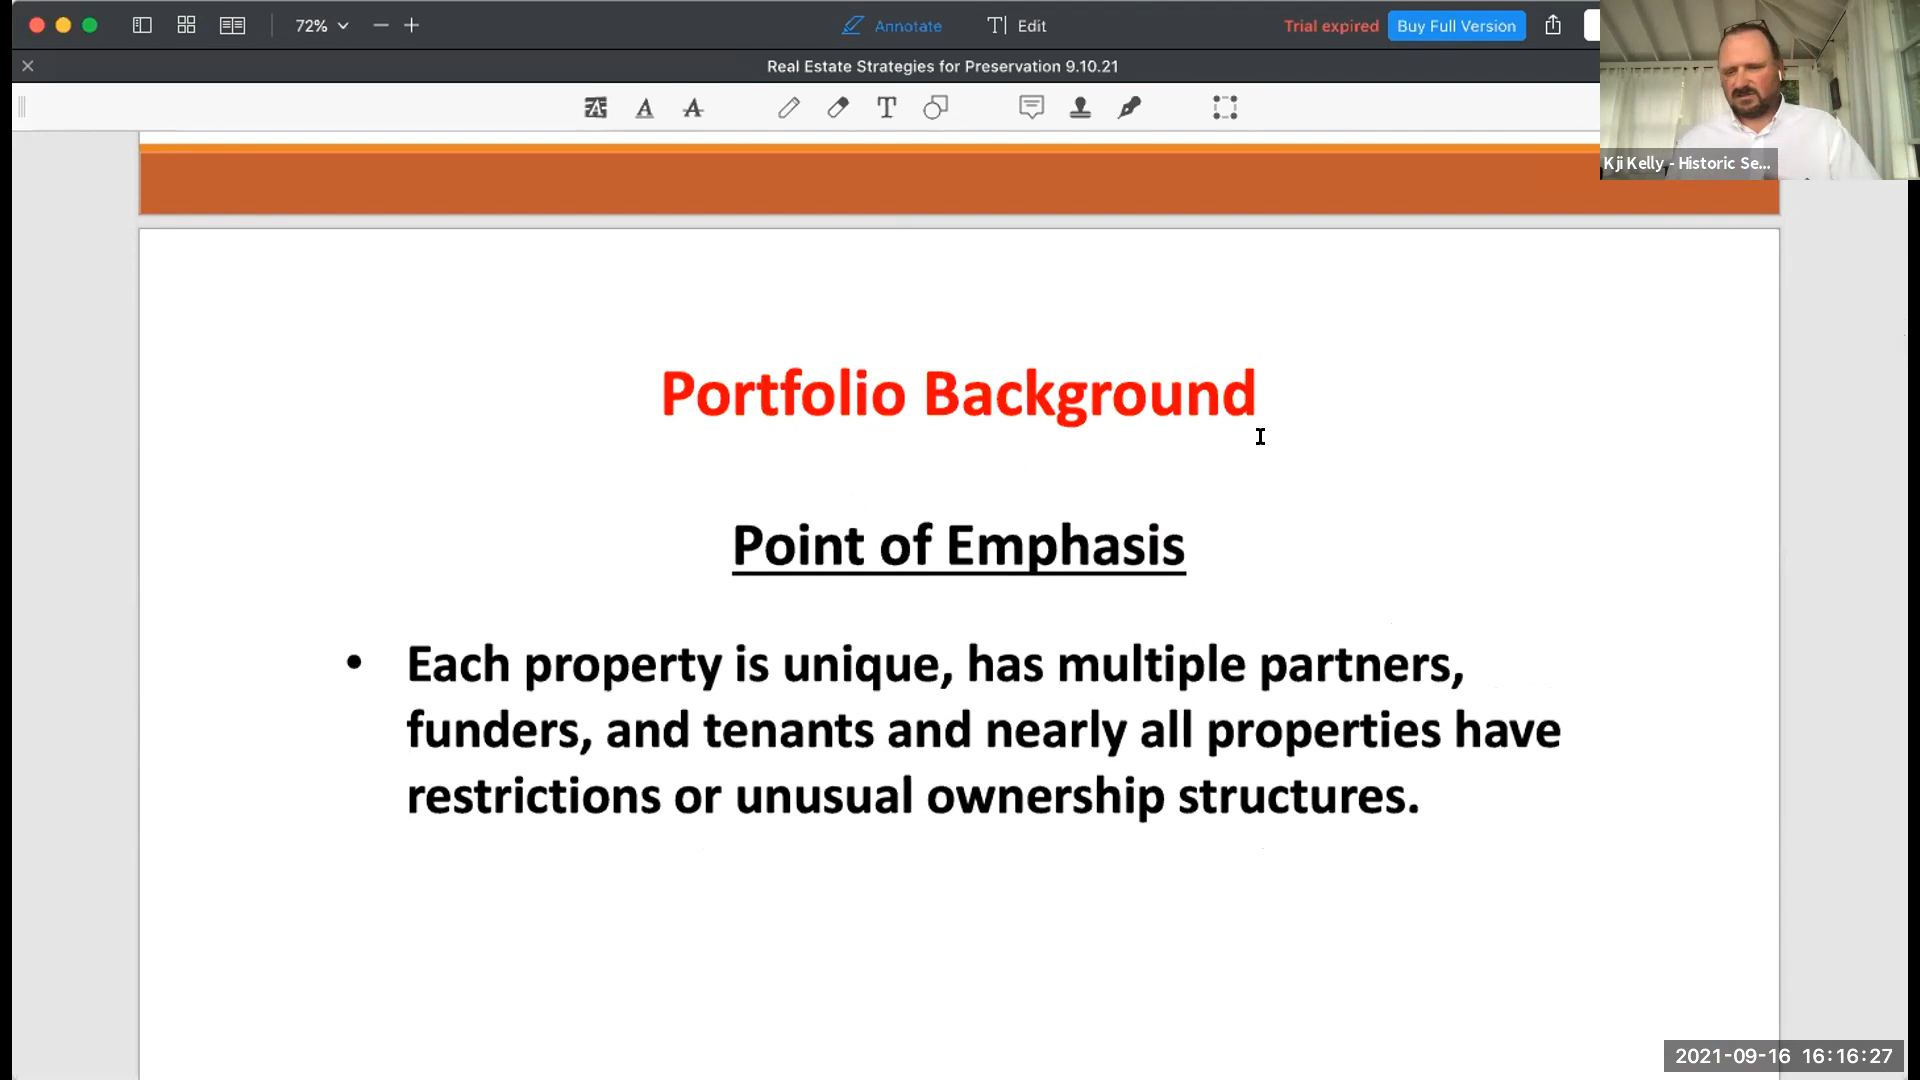 72%
Annotate
Edit
Trial expired
Buy Full Version
Real Estate Strategies for Preservation 9.10.21
Kji Kelly - Historic Se...
Portfolio Background
Point of Emphasis
• Each property is unique, has multiple partners,
funders, and tenants and nearly all properties have
restrictions or unusual ownership structures.
2021-09-16 16:16:27